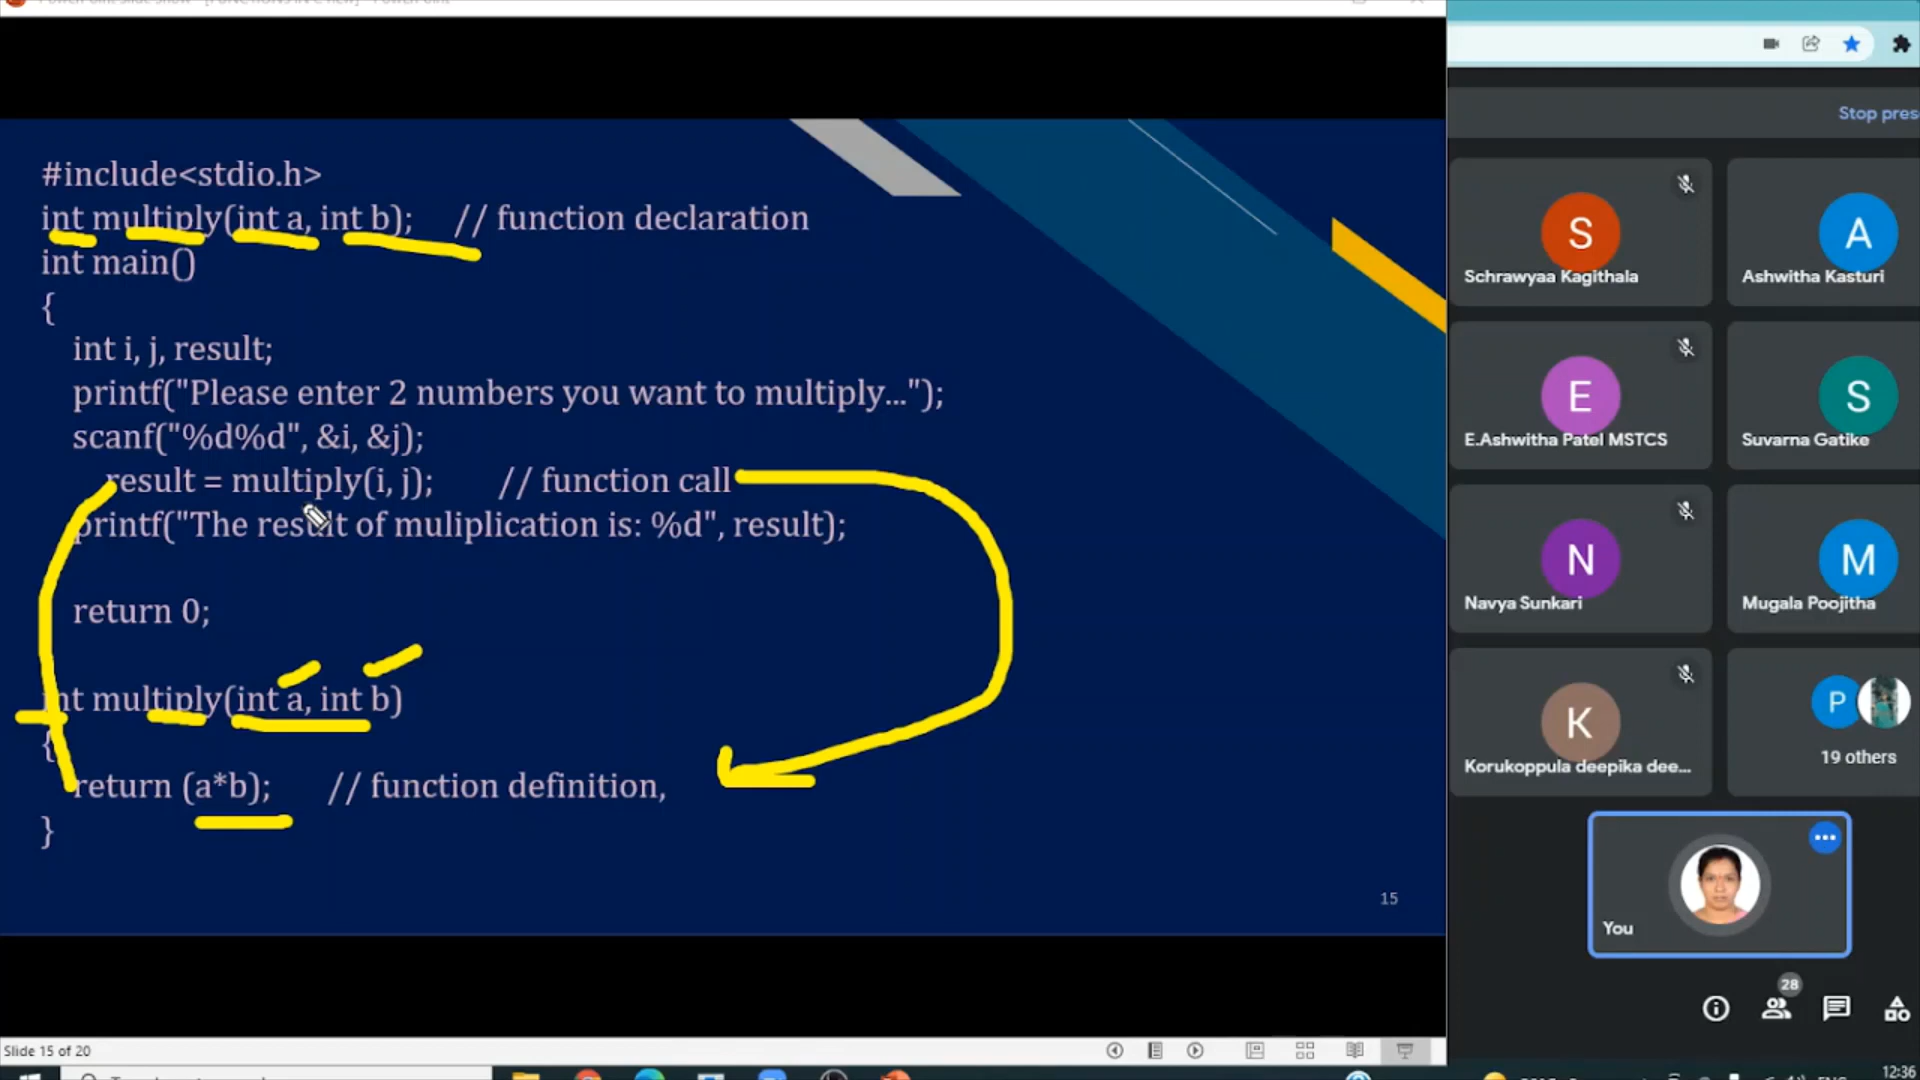 #include<stdio.h>
int multiply(int a, int b);     // function declaration
int main()
{
int i, j, result;
printf("Please enter 2 numbers you want to multiply...");
scanf("%d%d", &i, &j);
result = multiply(i, j);     // function call
printf("The result of muliplication is: %d", result);
return 0;
int multiply(int a, int b)
{
return (a*b);     // function definition,
}
15
Slide 15 of 20
Stop pres
S
Schrawyaa Kagithala
A
Ashwitha Kasturi
E
E.Ashwitha Patel MSTCS
S
Suvarna Gatike
N
Navya Sunkari
M
Mugala Poojitha
K
Korukoppula deepika dee...
P
19 others
You
28
12:36